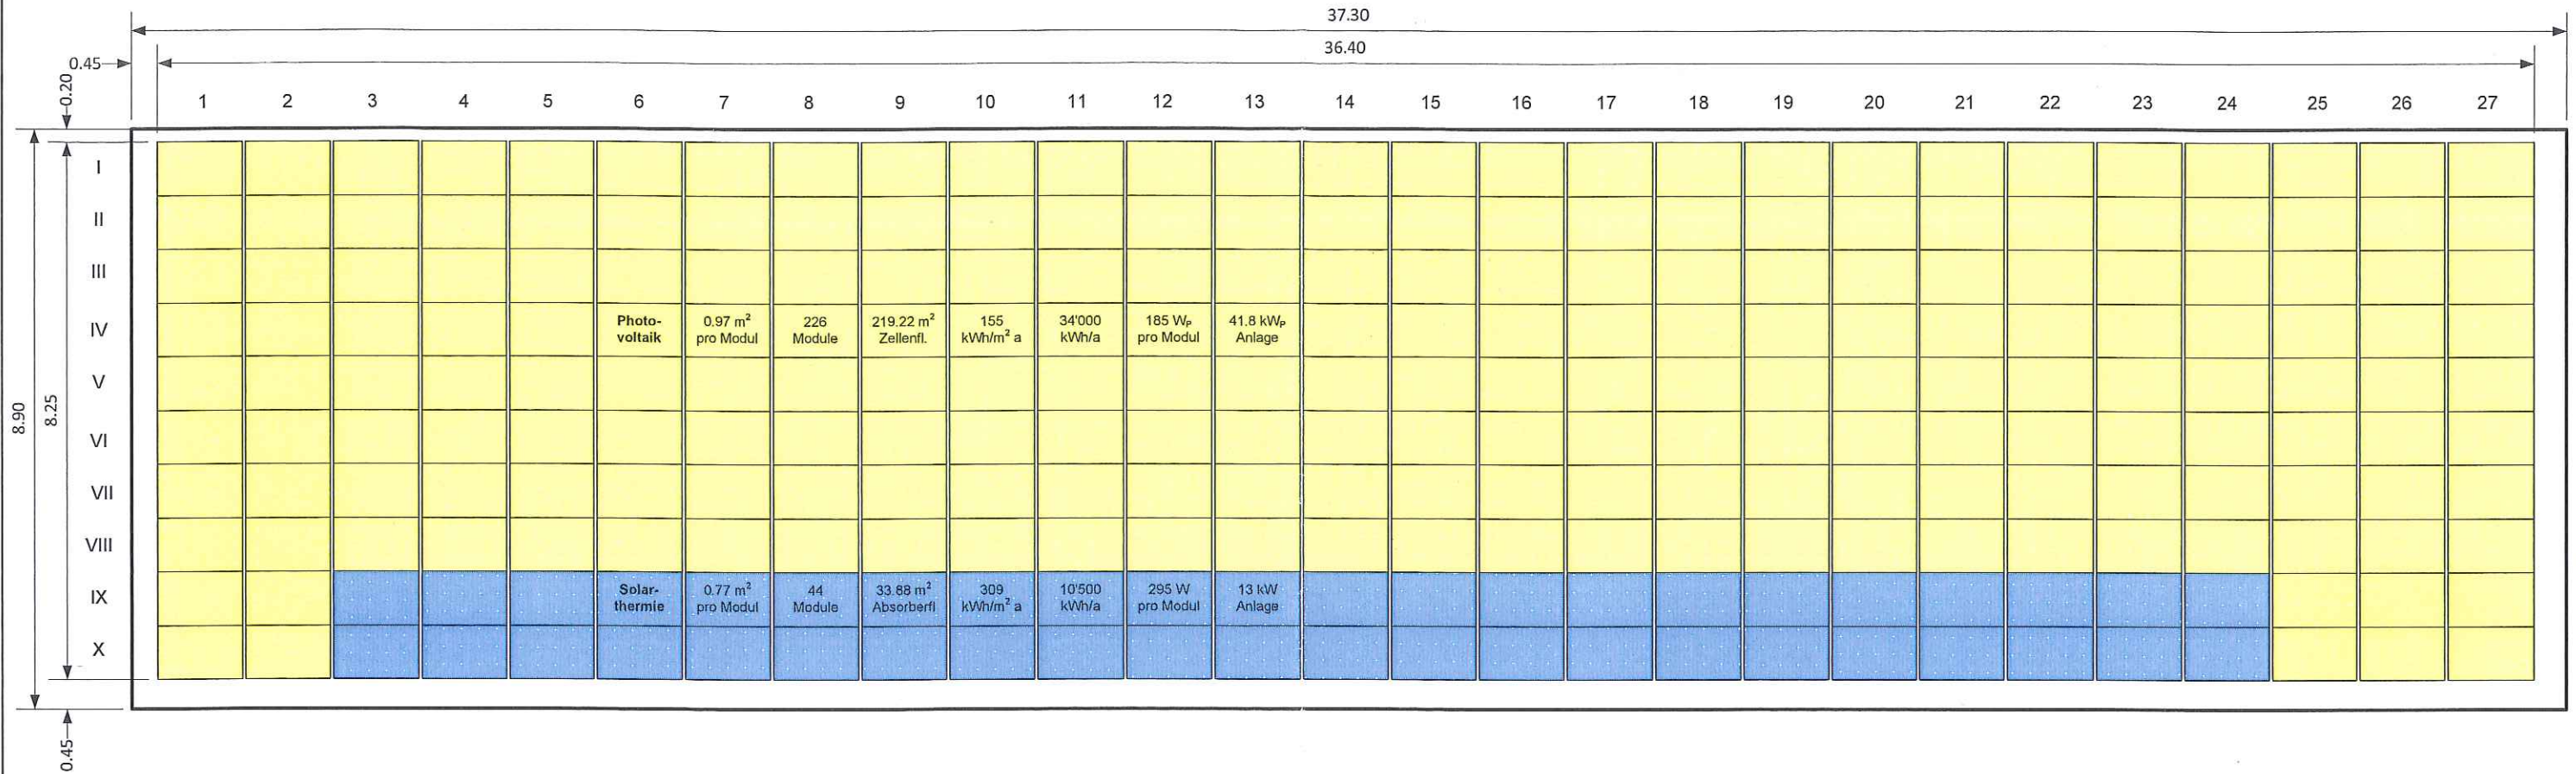 37.30
36.40
0.45
0.20
1 2 3 4 5 6 7 8 9 10 11 12 13 14 15 16 17 18 19 20 21 22 23 24 25 26 27
I
II
III
IV
Photo-
voltaik
0.97 m²
pro Modul
226
Module
219.22 m²
Zellenfl.
155
kWh/m² a
34'000
kWh/a
185 Wₚ
pro Modul
41.8 kWₚ
Anlage
V
VI
VII
VIII
8.90
8.25
IX
Solar-
thermie
0.77 m²
pro Modul
44
Module
33.88 m²
Absorberfl
309
kWh/m² a
10'500
kWh/a
295 W
pro Modul
13 kW
Anlage
X
0.45